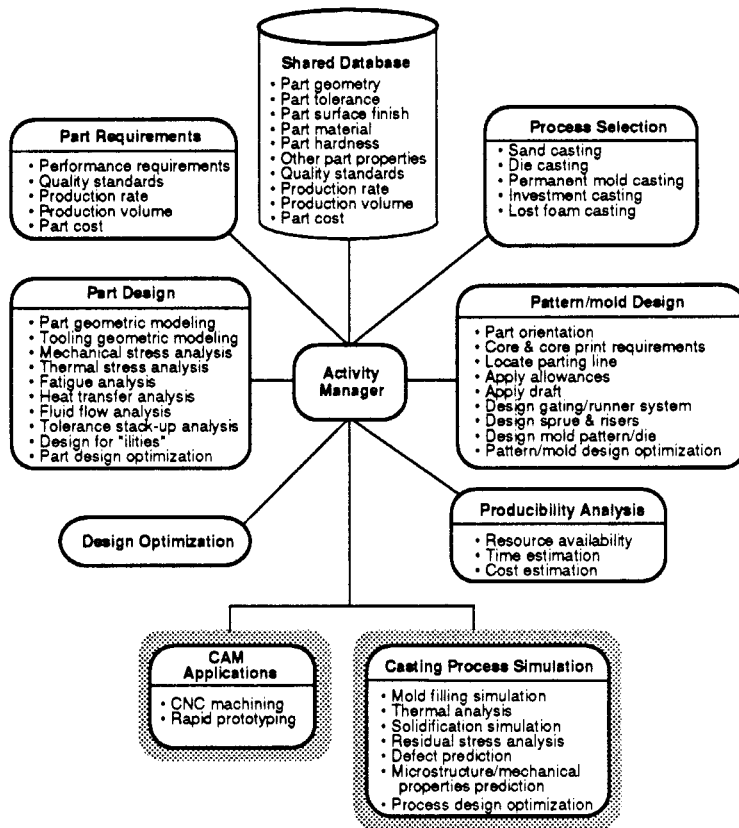 Shared Database
• Part geometry
• Part tolerance
• Part surface finish
• Part material
• Part hardness
• Other part properties
• Quality standards
• Production rate
• Production volume
• Part cost
Part Requirements
• Performance requirements
• Quality standards
• Production rate
• Production volume
• Part cost
Process Selection
• Sand casting
• Die casting
• Permanent mold casting
• Investment casting
• Lost foam casting
Part Design
• Part geometric modeling
• Tooling geometric modeling
• Mechanical stress analysis
• Thermal stress analysis
• Fatigue analysis
• Heat transfer analysis
• Fluid flow analysis
• Tolerance stack-up analysis
• Design for "ilities"
• Part design optimization
Activity
Manager
Pattern/mold Design
• Part orientation
• Core & core print requirements
• Locate parting line
• Apply allowances
• Apply draft
• Design gating/runner system
• Design sprue & risers
• Design mold pattern/die
• Pattern/mold design optimization
Design Optimization
Producibility Analysis
• Resource availability
• Time estimation
• Cost estimation
CAM
Applications
• CNC machining
• Rapid prototyping
Casting Process Simulation
• Mold filling simulation
• Thermal analysis
• Solidification simulation
• Residual stress analysis
• Defect prediction
• Microstructure/mechanical
properties prediction
• Process design optimization